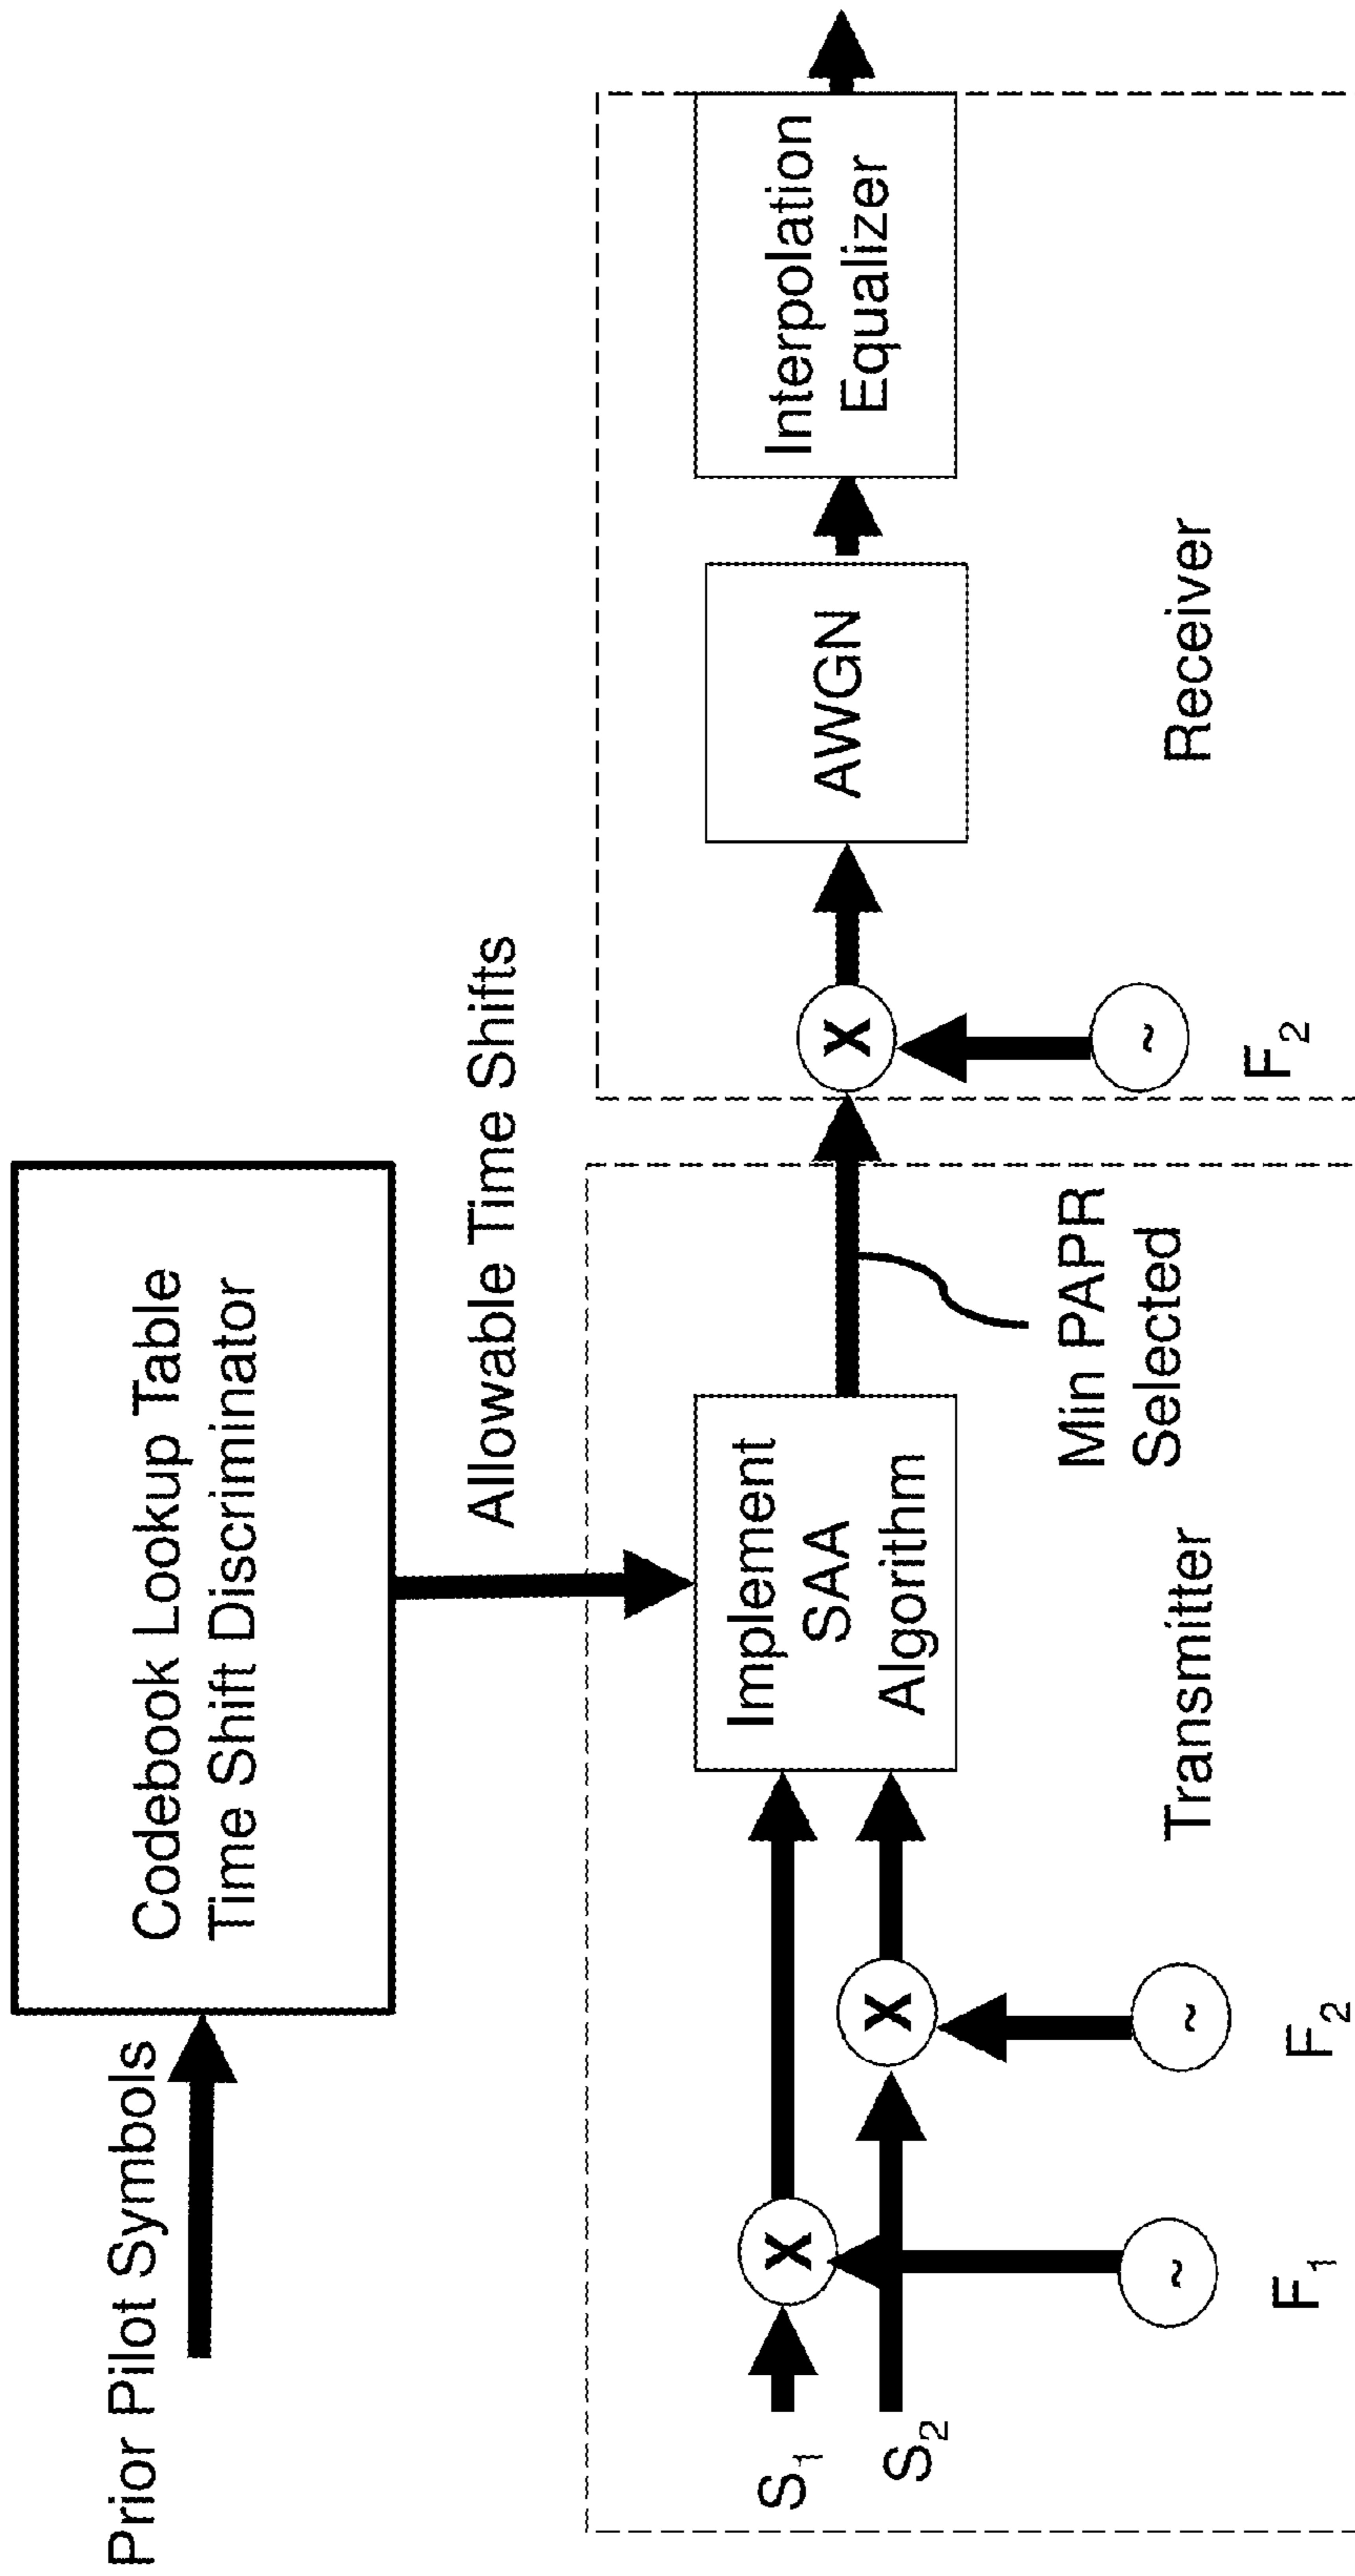 Prior Pilot Symbols
Codebook Lookup Table
Time Shift Discriminator
Allowable Time Shifts
S1
S2
X
X
~
F1
~
F2
Implement
SAA
Algorithm
Transmitter
Min PAPR
Selected
X
~
F2
AWGN
Interpolation
Equalizer
Receiver